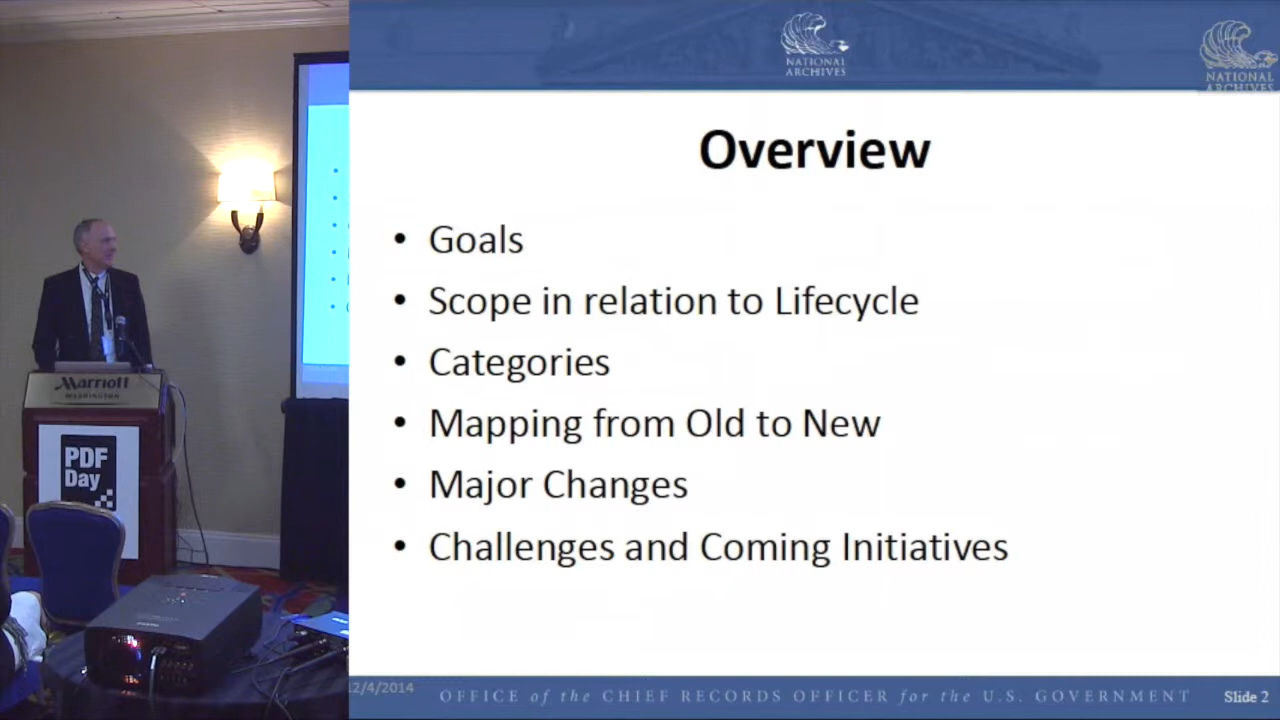 NATIONAL
ARCHIVES
NATIONAL
ARCHIVES
Overview
• Goals
• Scope in relation to Lifecycle
• Categories
• Mapping from Old to New
• Major Changes
• Challenges and Coming Initiatives
12/4/2014
OFFICE of the CHIEF RECORDS OFFICER for the U.S. GOVERNMENT
Slide 2
Marriott
WASHINGTON
PDF
Day